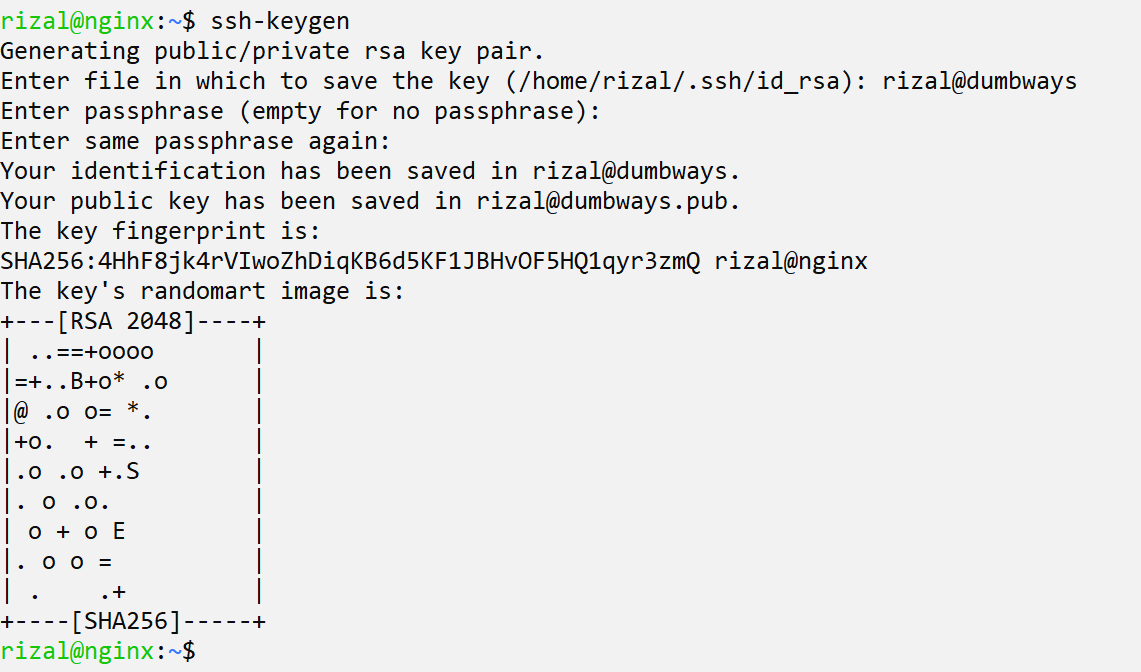 rizal@nginx:~$ ssh-keygen
Generating public/private rsa key pair.
Enter file in which to save the key (/home/rizal/.ssh/id_rsa): rizal@dumbways
Enter passphrase (empty for no passphrase):
Enter same passphrase again:
Your identification has been saved in rizal@dumbways.
Your public key has been saved in rizal@dumbways.pub.
The key fingerprint is:
SHA256:4HhF8jk4rVIwoZhDiqKB6d5KF1JBHvOF5HQ1qyr3zmQ rizal@nginx
The key's randomart image is:
+---[RSA 2048]----+
| ..==+oooo       |
|=+..B+o* .o      |
|@ .o o= *.       |
|+o.  + =..       |
|.o .o +.S        |
|. o .o.          |
| o + o E         |
|. o o =          |
| .    .+         |
+----[SHA256]-----+
rizal@nginx:~$